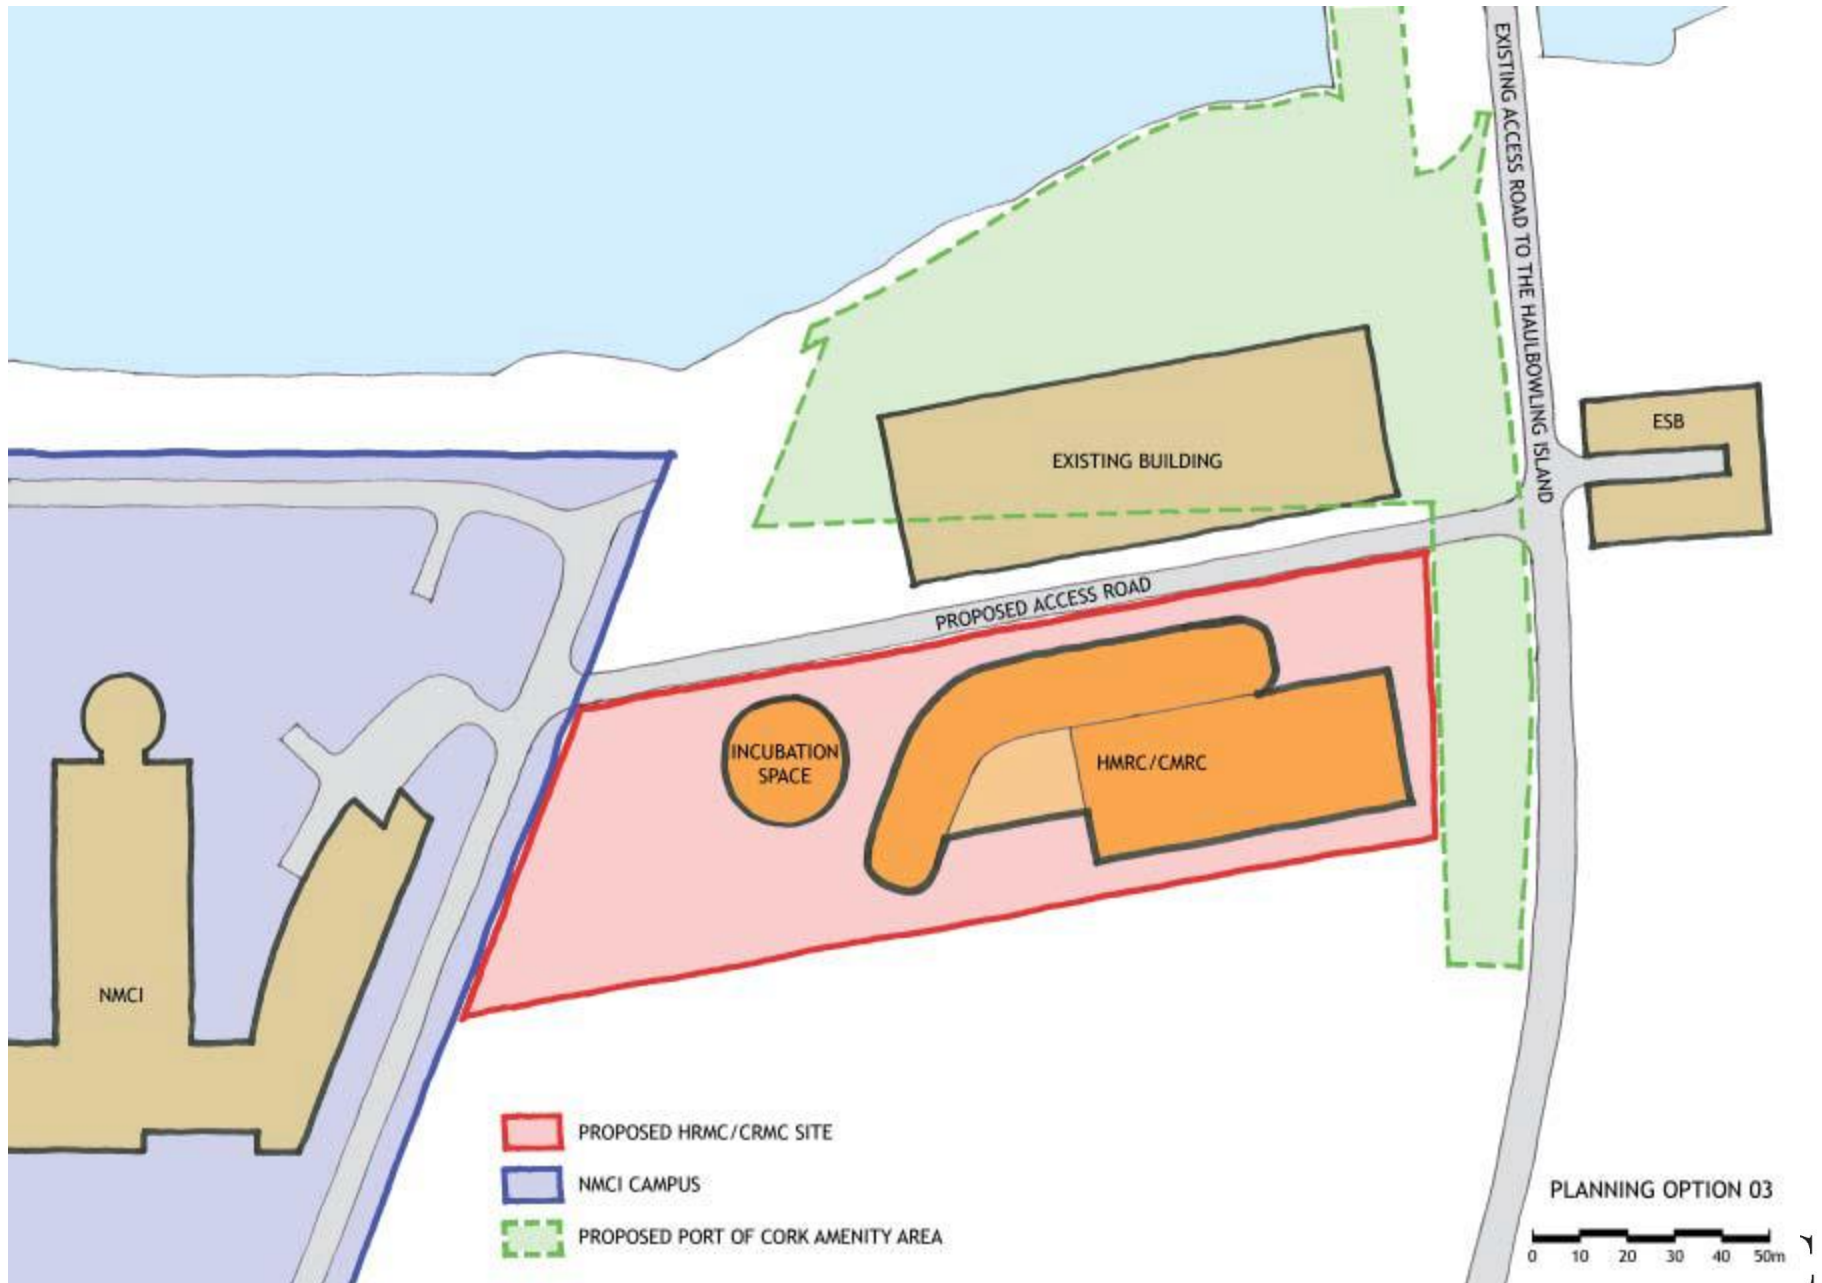 EXISTING ACCESS ROAD TO THE HAULBOWLING ISLAND
ESB
EXISTING BUILDING
PROPOSED ACCESS ROAD
INCUBATION
SPACE
HMRC/CMRC
NMCI
PROPOSED HRMC/CRMC SITE
NMCI CAMPUS
PROPOSED PORT OF CORK AMENITY AREA
PLANNING OPTION 03
0 10 20 30 40 50m